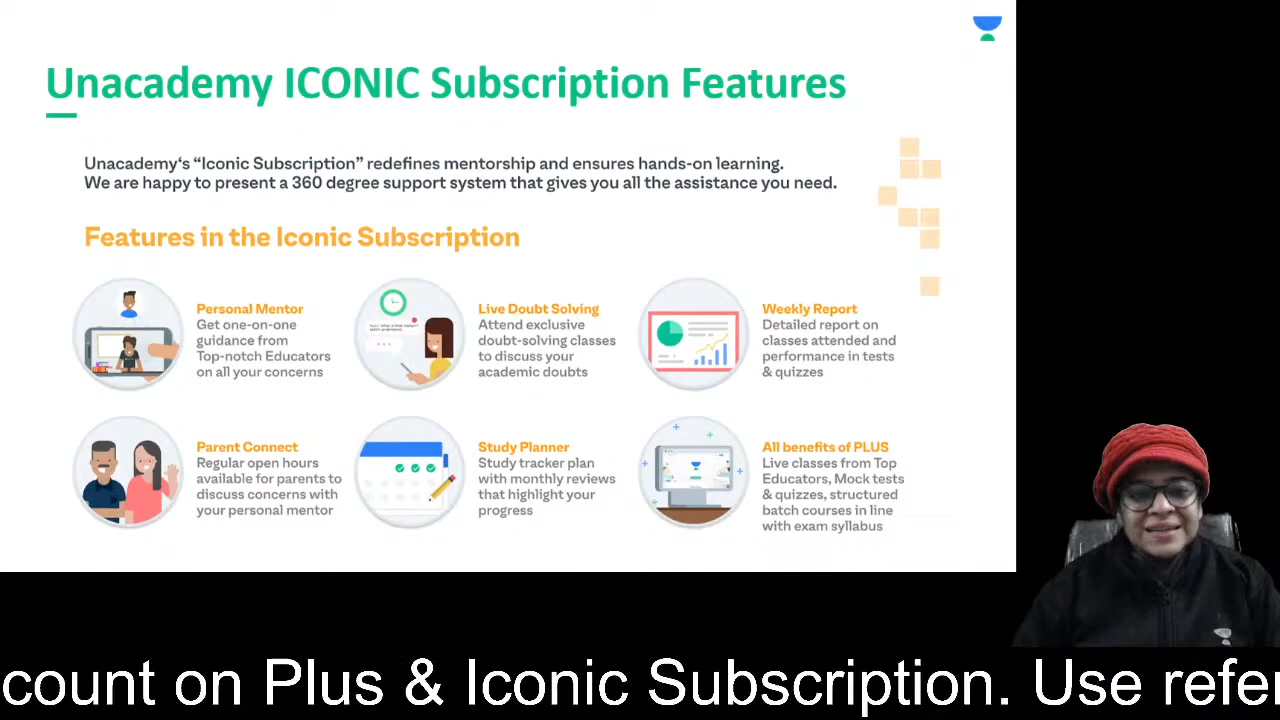 Unacademy ICONIC Subscription Features
Unacademy‘s “Iconic Subscription” redefines mentorship and ensures hands-on learning.
We are happy to present a 360 degree support system that gives you all the assistance you need.
Features in the Iconic Subscription
Personal Mentor
Get one-on-one
guidance from
Top-notch Educators
on all your concerns
Live Doubt Solving
Attend exclusive
doubt-solving classes
to discuss your
academic doubts
Weekly Report
Detailed report on
classes attended and
performance in tests
& quizzes
Parent Connect
Regular open hours
available for parents to
discuss concerns with
your personal mentor
Study Planner
Study tracker plan
with monthly reviews
that highlight your
progress
All benefits of PLUS
Live classes from Top
Educators, Mock tests
& quizzes, structured
batch courses in line
with exam syllabus
count on Plus & Iconic Subscription. Use refer